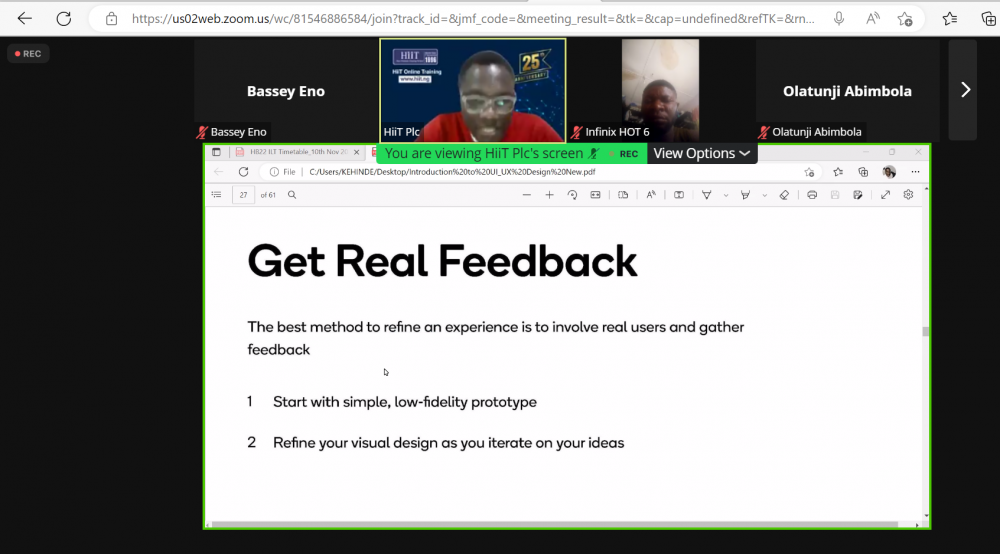 https://us02web.zoom.us/wc/81546886584/join?track_id=&jmf_code=&meeting_result=&tk=&cap=undefined&refTK=&rn...
REC
Bassey Eno
Bassey Eno
HiiT
HiiT Online Training
www.hiit.ng
25th
ANNIVERSARY
HiiT Plc
Infinix HOT 6
Olatunji Abimbola
Olatunji Abimbola
You are viewing HiiT Plc's screen
REC
View Options
HB22 ILT Timetable_10th Nov 20
File
C:/Users/KEHINDE/Desktop/Introduction%20to%20UI_UX%20Design%20New.pdf
27 of 61
Get Real Feedback
The best method to refine an experience is to involve real users and gather
feedback
1 Start with simple, low-fidelity prototype
2 Refine your visual design as you iterate on your ideas